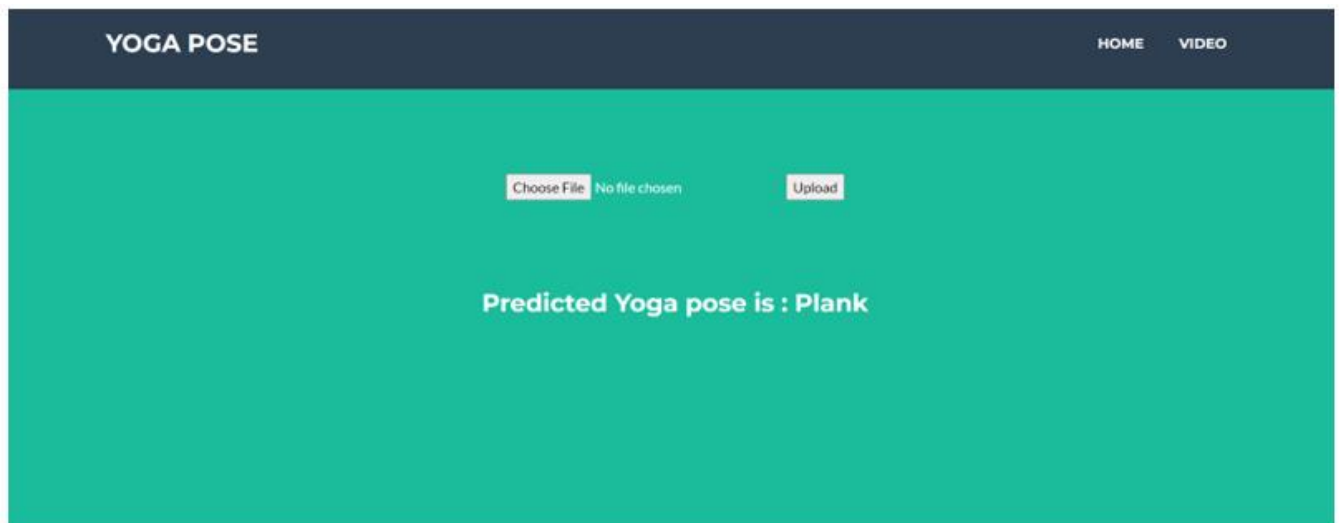 YOGA POSE
HOME VIDEO
Choose File No file chosen Upload
Predicted Yoga pose is : Plank